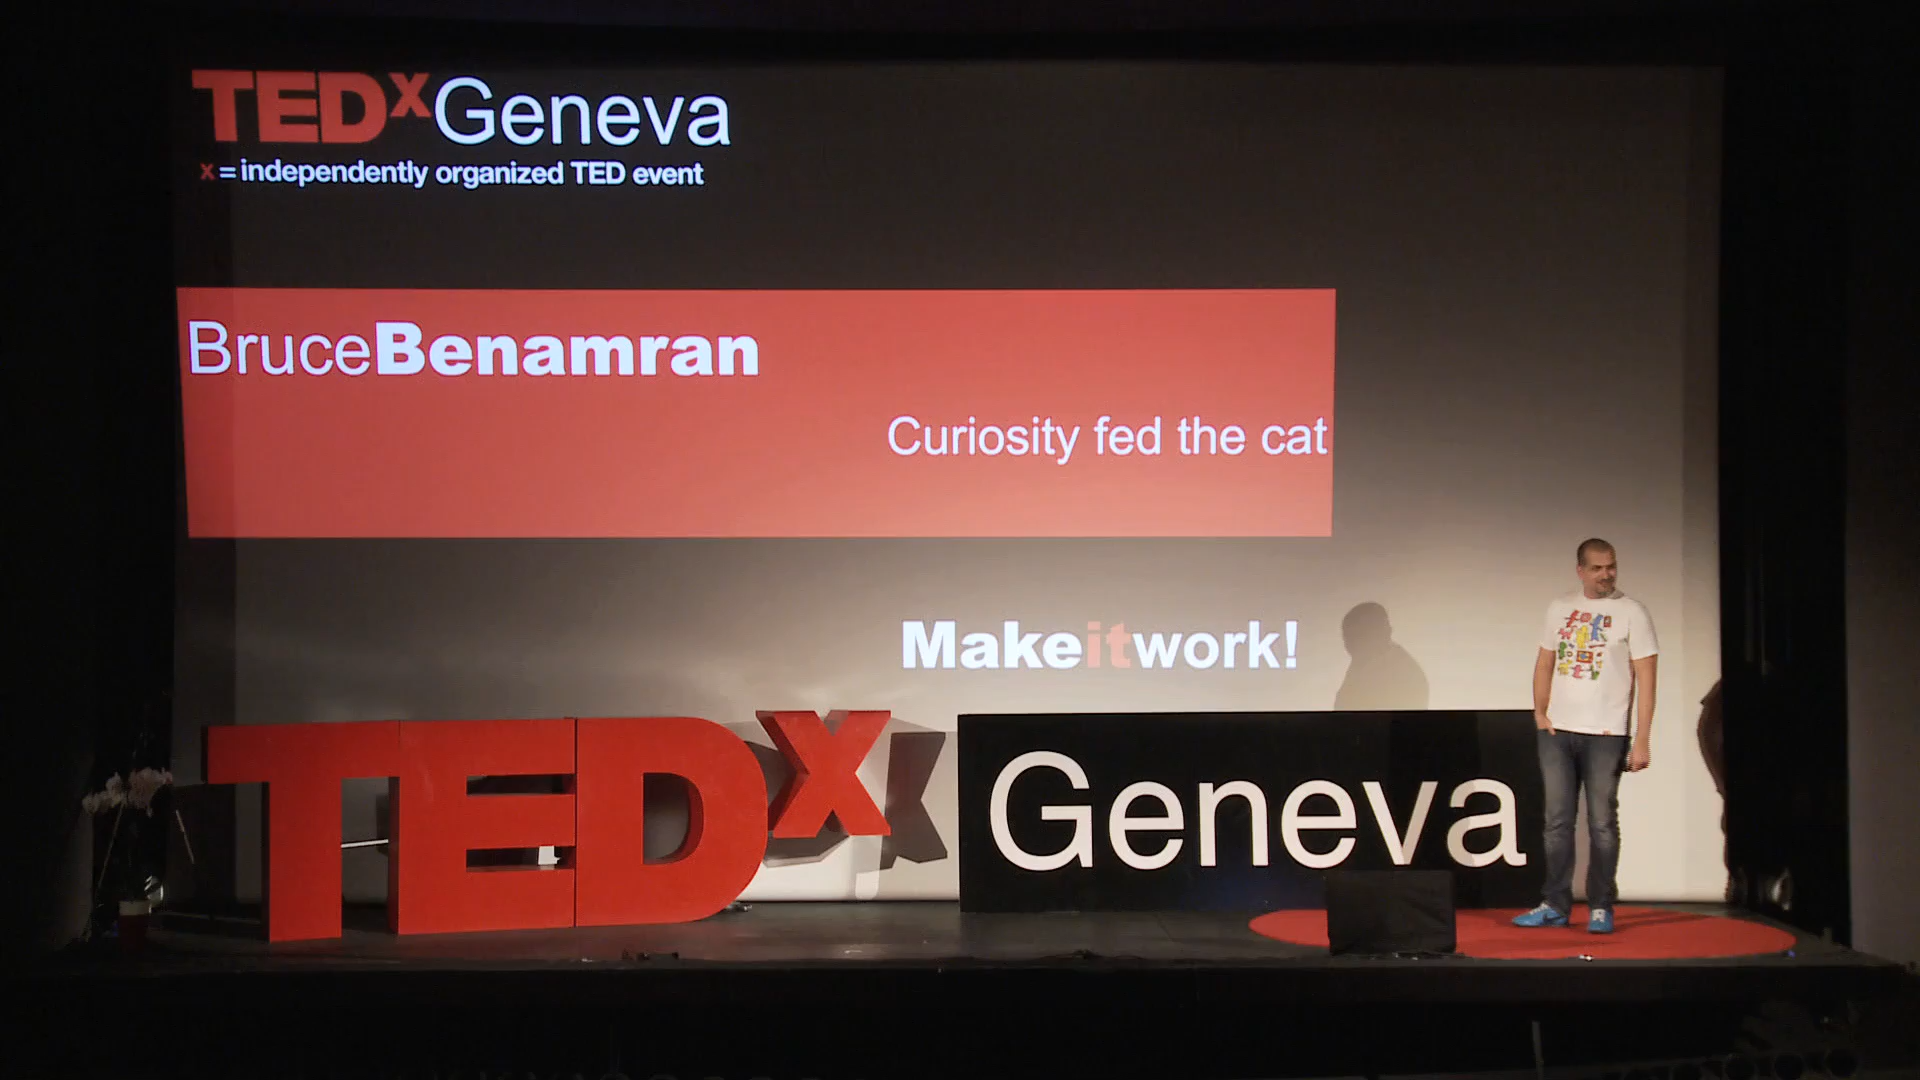 TEDxGeneva
x = independently organized TED event
BruceBenamran
Curiosity fed the cat
Makeitwork!
TEDx Geneva